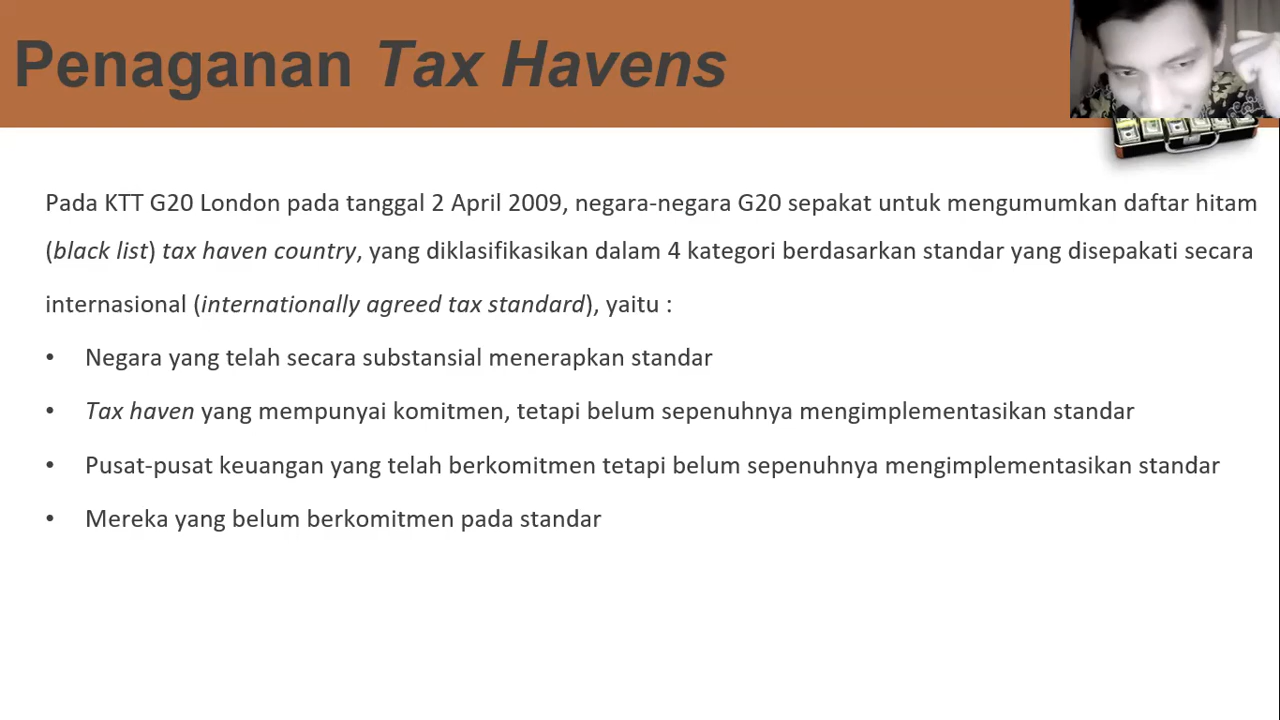 Penaganan Tax Havens
Pada KTT G20 London pada tanggal 2 April 2009, negara-negara G20 sepakat untuk mengumumkan daftar hitam
(black list) tax haven country, yang diklasifikasikan dalam 4 kategori berdasarkan standar yang disepakati secara
internasional (internationally agreed tax standard), yaitu :
• Negara yang telah secara substansial menerapkan standar
• Tax haven yang mempunyai komitmen, tetapi belum sepenuhnya mengimplementasikan standar
• Pusat-pusat keuangan yang telah berkomitmen tetapi belum sepenuhnya mengimplementasikan standar
• Mereka yang belum berkomitmen pada standar